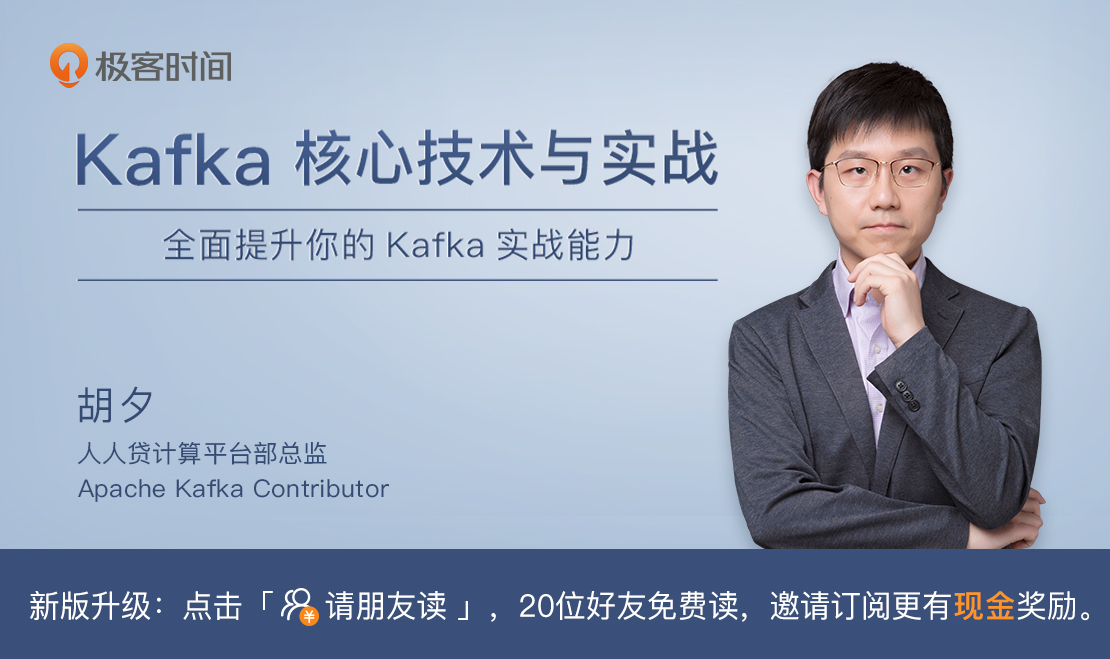 极客时间
Kafka 核心技术与实战
全面提升你的 Kafka 实战能力
胡夕
人人贷计算平台部总监
Apache Kafka Contributor
新版升级：点击「 ¥ 请朋友读 」，20位好友免费读，邀请订阅更有现金奖励。